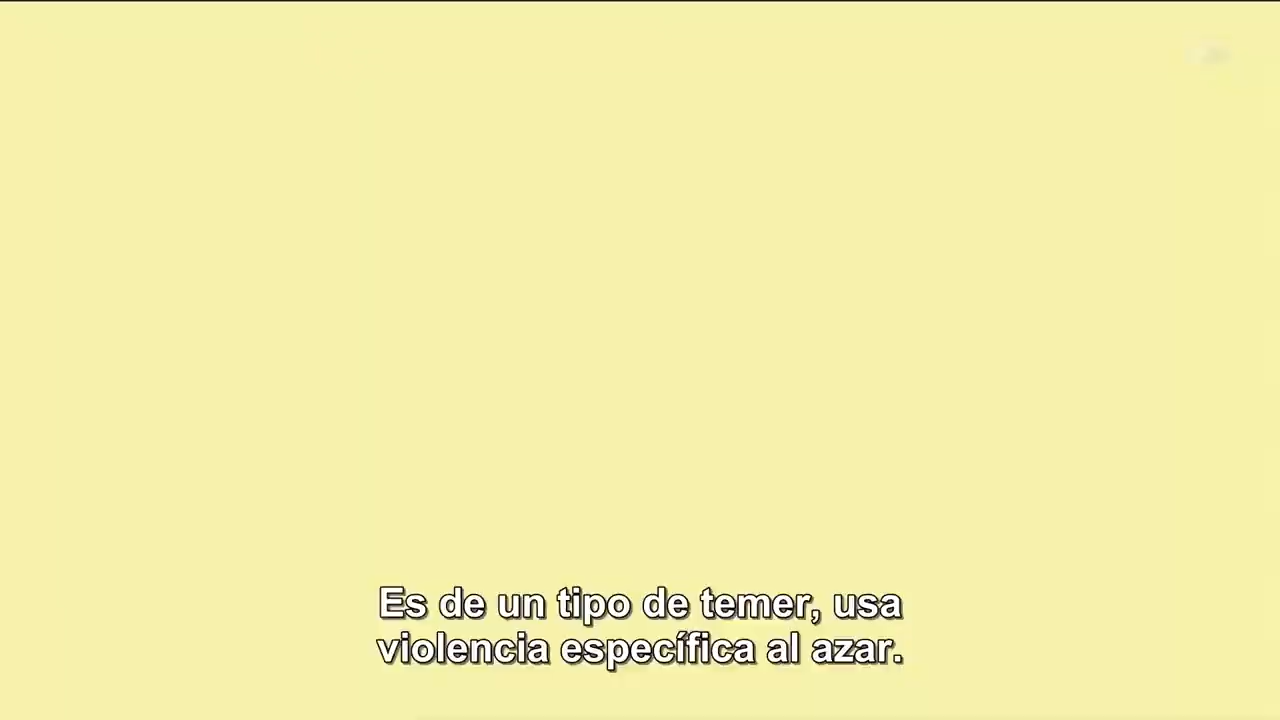 Es de un tipo de temer, usa
violencia específica al azar.